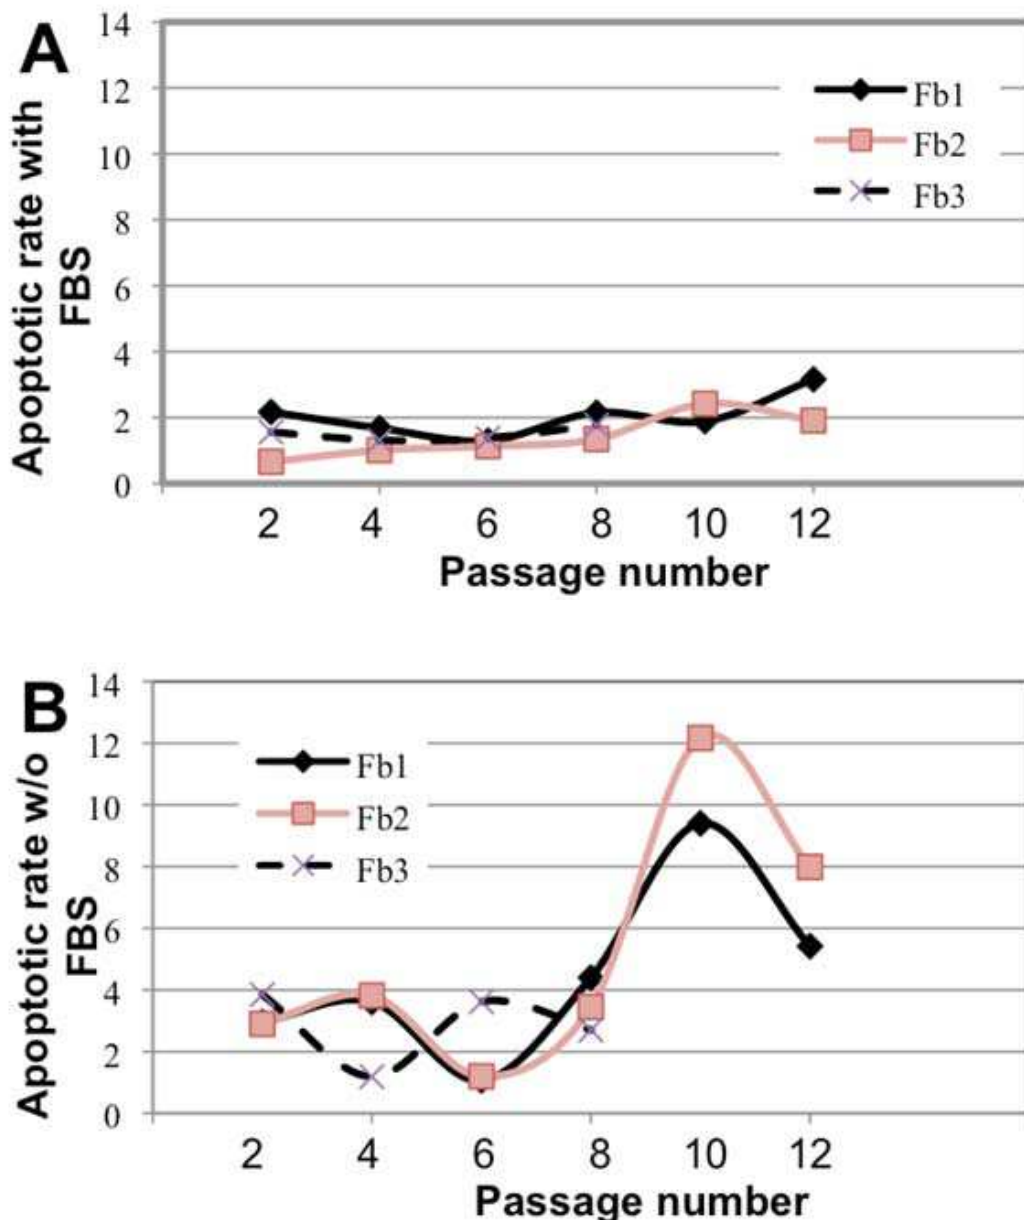 A
14
12
10
8
6
4
2
0
Apoptotic rate with
FBS
Fb1
Fb2
Fb3
2 4 6 8 10 12
Passage number
B
14
12
10
8
6
4
2
0
Apoptotic rate w/o
FBS
Fb1
Fb2
Fb3
2 4 6 8 10 12
Passage number